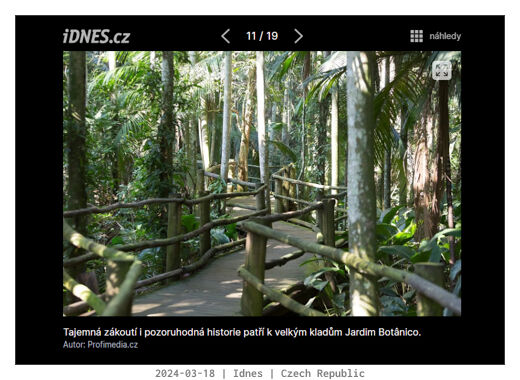 iDNES.cz
11 / 19
náhledy
Tajemná zákoutí i pozoruhodná historie patří k velkým kladům Jardim Botânico.
Autor: Profimedia.cz
2024-03-18 | Idnes | Czech Republic